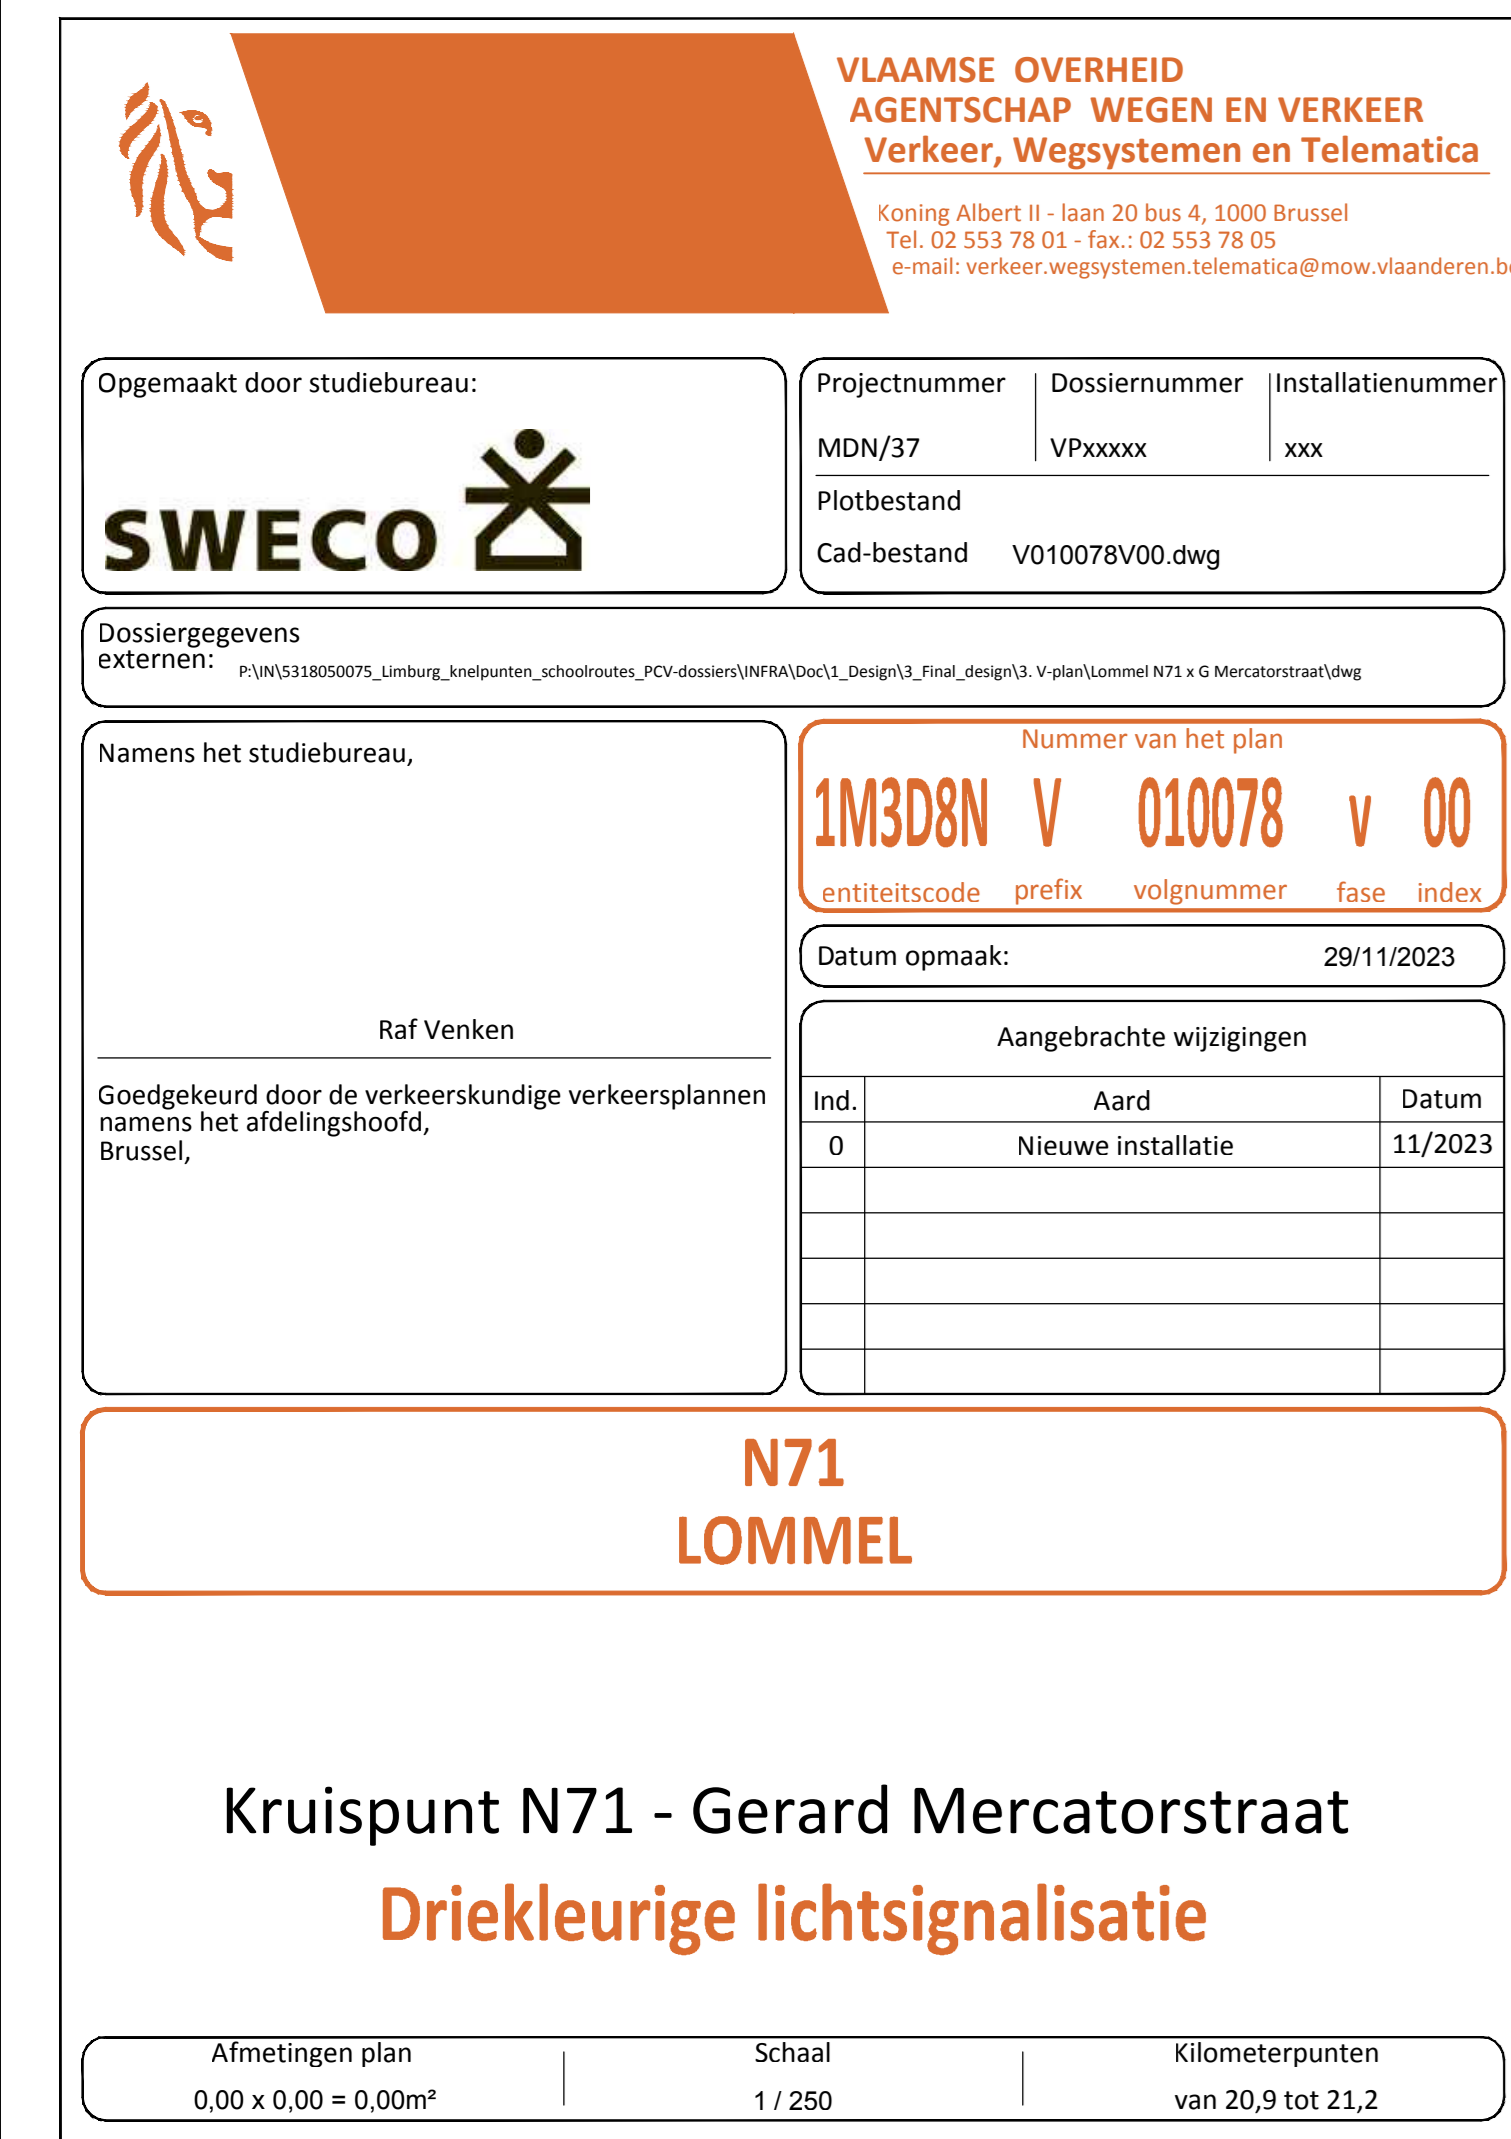 VLAAMSE OVERHEID
AGENTSCHAP WEGEN EN VERKEER
Verkeer, Wegsystemen en Telematica
Koning Albert II - laan 20 bus 4, 1000 Brussel
Tel. 02 553 78 01 - fax.: 02 553 78 05
e-mail: verkeer.wegsystemen.telematica@mow.vlaanderen.be
Opgemaakt door studiebureau:
SWECO
Projectnummer Dossiernummer Installatienummer
MDN/37 VPxxxxx xxx
Plotbestand
Cad-bestand V010078V00.dwg
Dossiergegevens
externen: P:\IN\5318050075_Limburg_knelpunten_schoolroutes_PCV-dossiers\INFRA\Doc\1_Design\3_Final_design\3. V-plan\Lommel N71 x G Mercatorstraat\dwg
Namens het studiebureau,
Raf Venken
Goedgekeurd door de verkeerskundige verkeersplannen
namens het afdelingshoofd,
Brussel,
Nummer van het plan
1M3D8N V 010078 v 00
entiteitscode prefix volgnummer fase index
Datum opmaak: 29/11/2023
Aangebrachte wijzigingen
Ind. Aard Datum
0 Nieuwe installatie 11/2023
N71
LOMMEL
Kruispunt N71 - Gerard Mercatorstraat
Driekleurige lichtsignalisatie
Afmetingen plan Schaal Kilometerpunten
0,00 x 0,00 = 0,00m² 1 / 250 van 20,9 tot 21,2